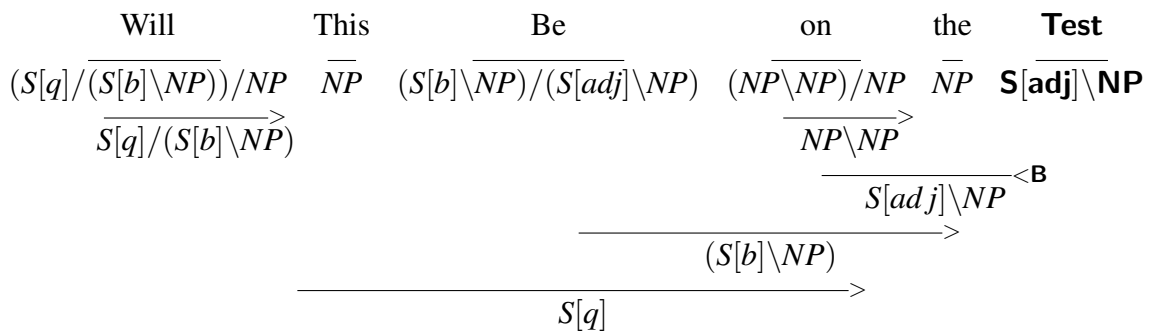 Will This Be on the Test
(S[q]/(S[b]\NP))/NP NP (S[b]\NP)/(S[adj]\NP) (NP\NP)/NP NP S[adj]\NP
> >
S[q]/(S[b]\NP) NP\NP
<B
S[adj]\NP
>
(S[b]\NP)
>
S[q]